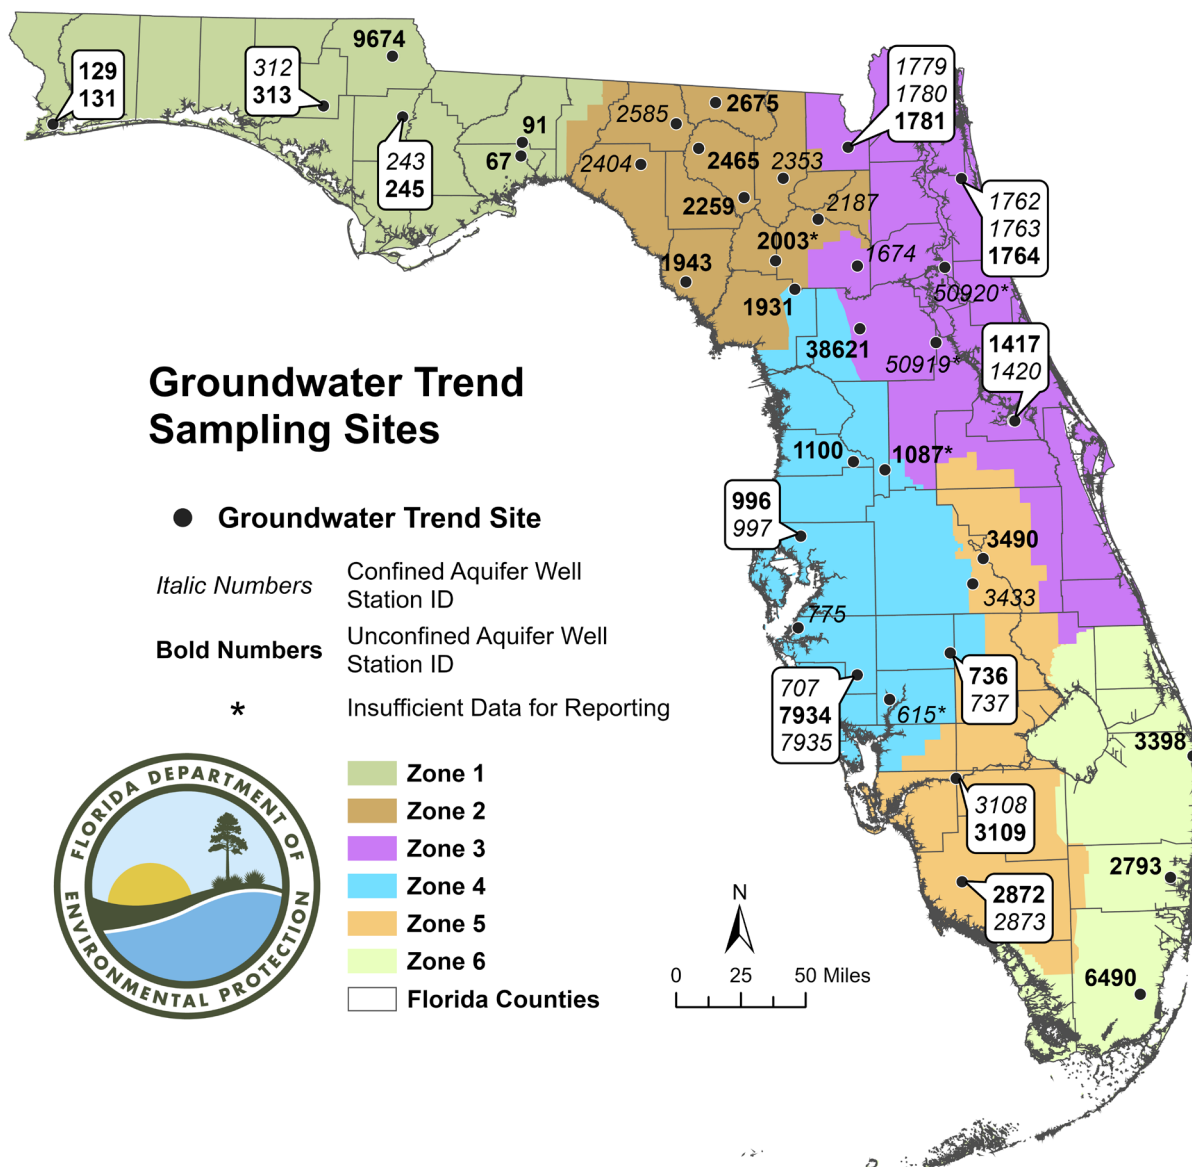 9674
129
131
312
313
243
245
91
67
2585
2675
2404
2465
2353
2259
2187
2003*
1943
1931
1779
1780
1781
1762
1763
1764
1674
50920*
38621
50919*
1417
1420
1100
1087*
996
997
3490
3433
775
736
737
707
7934
7935
615*
3398
3108
3109
2793
2872
2873
6490
Groundwater Trend
Sampling Sites
Groundwater Trend Site
Italic Numbers
Confined Aquifer Well
Station ID
Bold Numbers
Unconfined Aquifer Well
Station ID
* Insufficient Data for Reporting
Zone 1
Zone 2
Zone 3
Zone 4
Zone 5
Zone 6
Florida Counties
FLORIDA DEPARTMENT OF
ENVIRONMENTAL PROTECTION
N
0 25 50 Miles